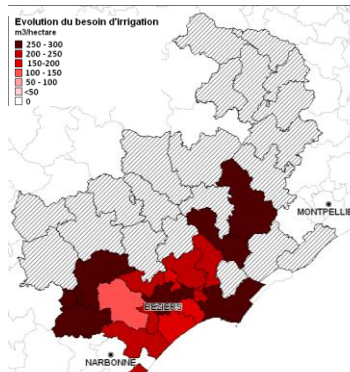 Evolution du besoin d'irrigation
m3/hectare
250 - 300
200 - 250
150-200
100 - 150
50 - 100
<50
0
MONTPELLIE
BEZIERS
NARBONNE